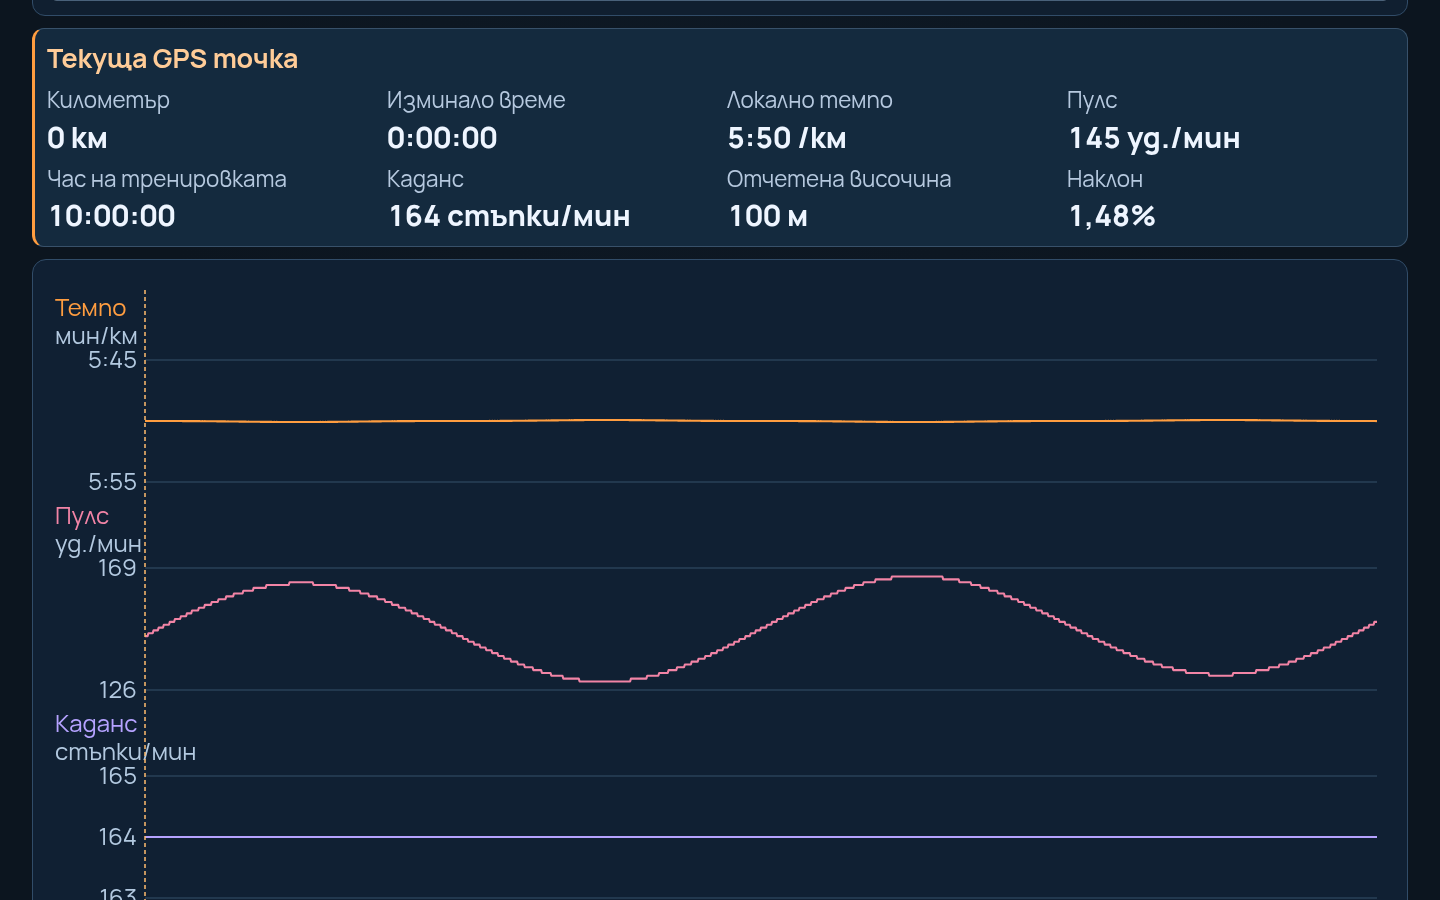 Текуща GPS точка
Километър
Изминало време
Локално темпо
Пулс
0 км
0:00:00
5:50 /км
145 уд./мин
Час на тренировката
Каданс
Отчетена височина
Наклон
10:00:00
164 стъпки/мин
100 м
1,48%
Темпо
мин/км
5:45
5:55
Пулс
уд./мин
169
126
Каданс
стъпки/мин
165
164
163